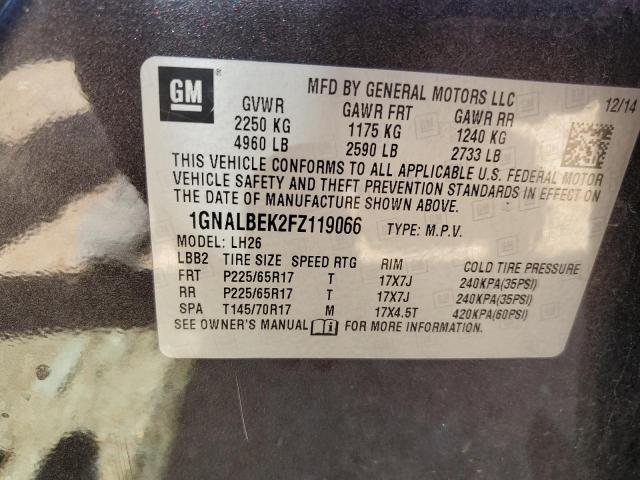 GM ®
MFD BY GENERAL MOTORS LLC 12/14
GVWR GAWR FRT GAWR RR
2250 KG 1175 KG 1240 KG
4960 LB 2590 LB 2733 LB
THIS VEHICLE CONFORMS TO ALL APPLICABLE U.S. FEDERAL MOTOR
VEHICLE SAFETY AND THEFT PREVENTION STANDARDS IN EFFECT ON
THE DATE OF MANUFACTURE SHOWN ABOVE.
1GNALBEK2FZ119066 TYPE: M.P.V.
MODEL: LH26
LBB2 TIRE SIZE SPEED RTG RIM COLD TIRE PRESSURE
FRT P225/65R17 T 17X7J 240KPA(35PSI)
RR P225/65R17 T 17X7J 240KPA(35PSI)
SPA T145/70R17 M 17X4.5T 420KPA(60PSI)
SEE OWNER'S MANUAL FOR MORE INFORMATION.